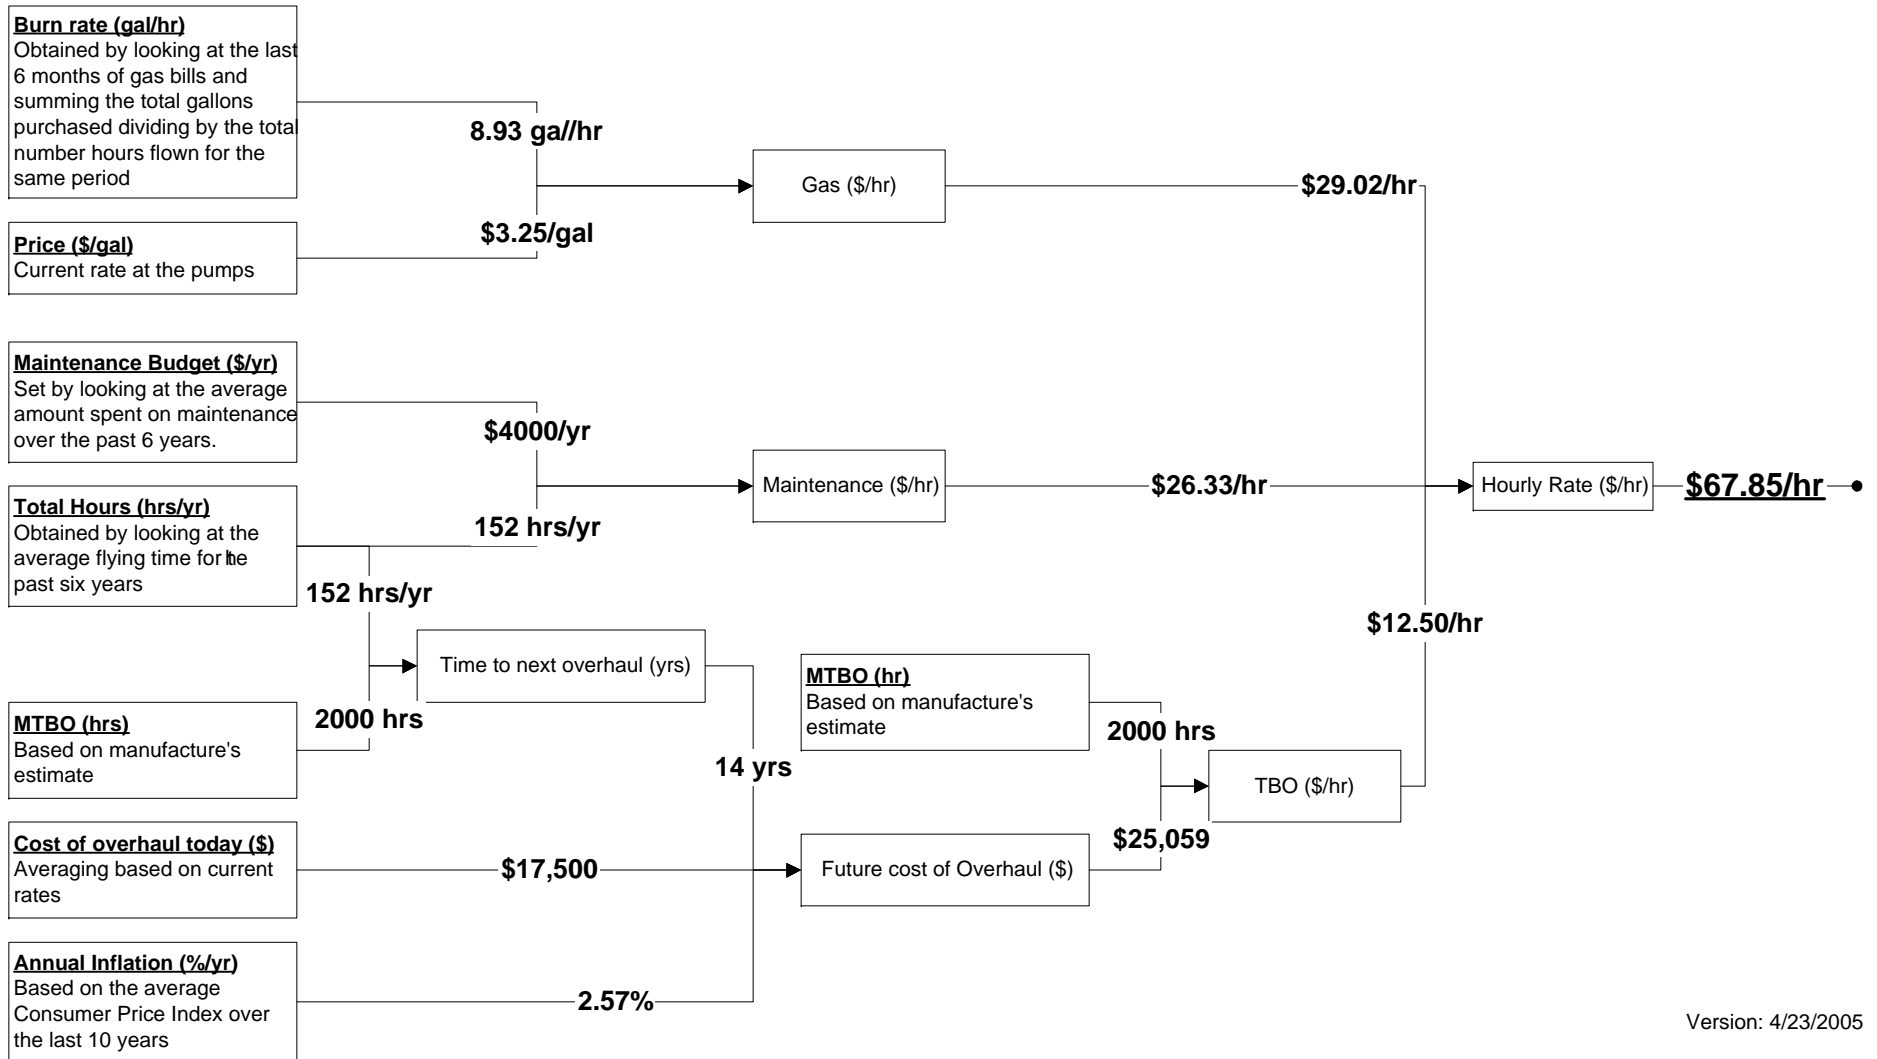 Burn rate (gal/hr)
Obtained by looking at the last
6 months of gas bills and
summing the total gallons
purchased dividing by the total
number hours flown for the
same period
8.93 ga//hr
Gas ($/hr)
$29.02/hr
$3.25/gal
Price ($/gal)
Current rate at the pumps
Maintenance Budget ($/yr)
Set by looking at the average
amount spent on maintenance
over the past 6 years.
$4000/yr
Maintenance ($/hr)
$26.33/hr
Hourly Rate ($/hr)
$67.85/hr
Total Hours (hrs/yr)
Obtained by looking at the
average flying time for the
past six years
152 hrs/yr
152 hrs/yr
$12.50/hr
Time to next overhaul (yrs)
MTBO (hr)
Based on manufacture's
estimate
2000 hrs
MTBO (hrs)
Based on manufacture's
estimate
2000 hrs
14 yrs
TBO ($/hr)
Cost of overhaul today ($)
Averaging based on current
rates
$17,500
Future cost of Overhaul ($)
$25,059
Annual Inflation (%/yr)
Based on the average
Consumer Price Index over
the last 10 years
2.57%
Version: 4/23/2005